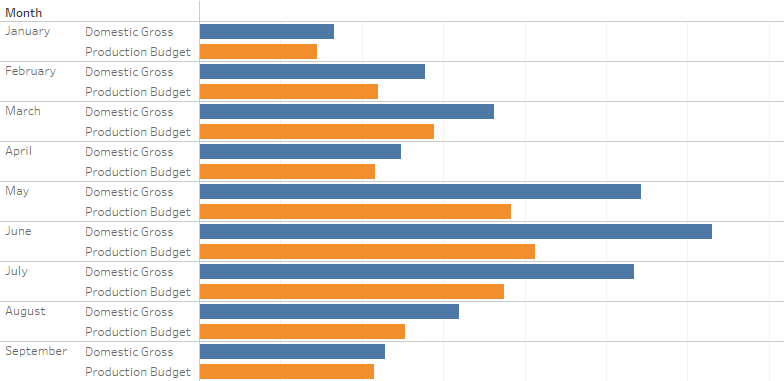 Month
January Domestic Gross
Production Budget
February Domestic Gross
Production Budget
March Domestic Gross
Production Budget
April Domestic Gross
Production Budget
May Domestic Gross
Production Budget
June Domestic Gross
Production Budget
July Domestic Gross
Production Budget
August Domestic Gross
Production Budget
September Domestic Gross
Production Budget